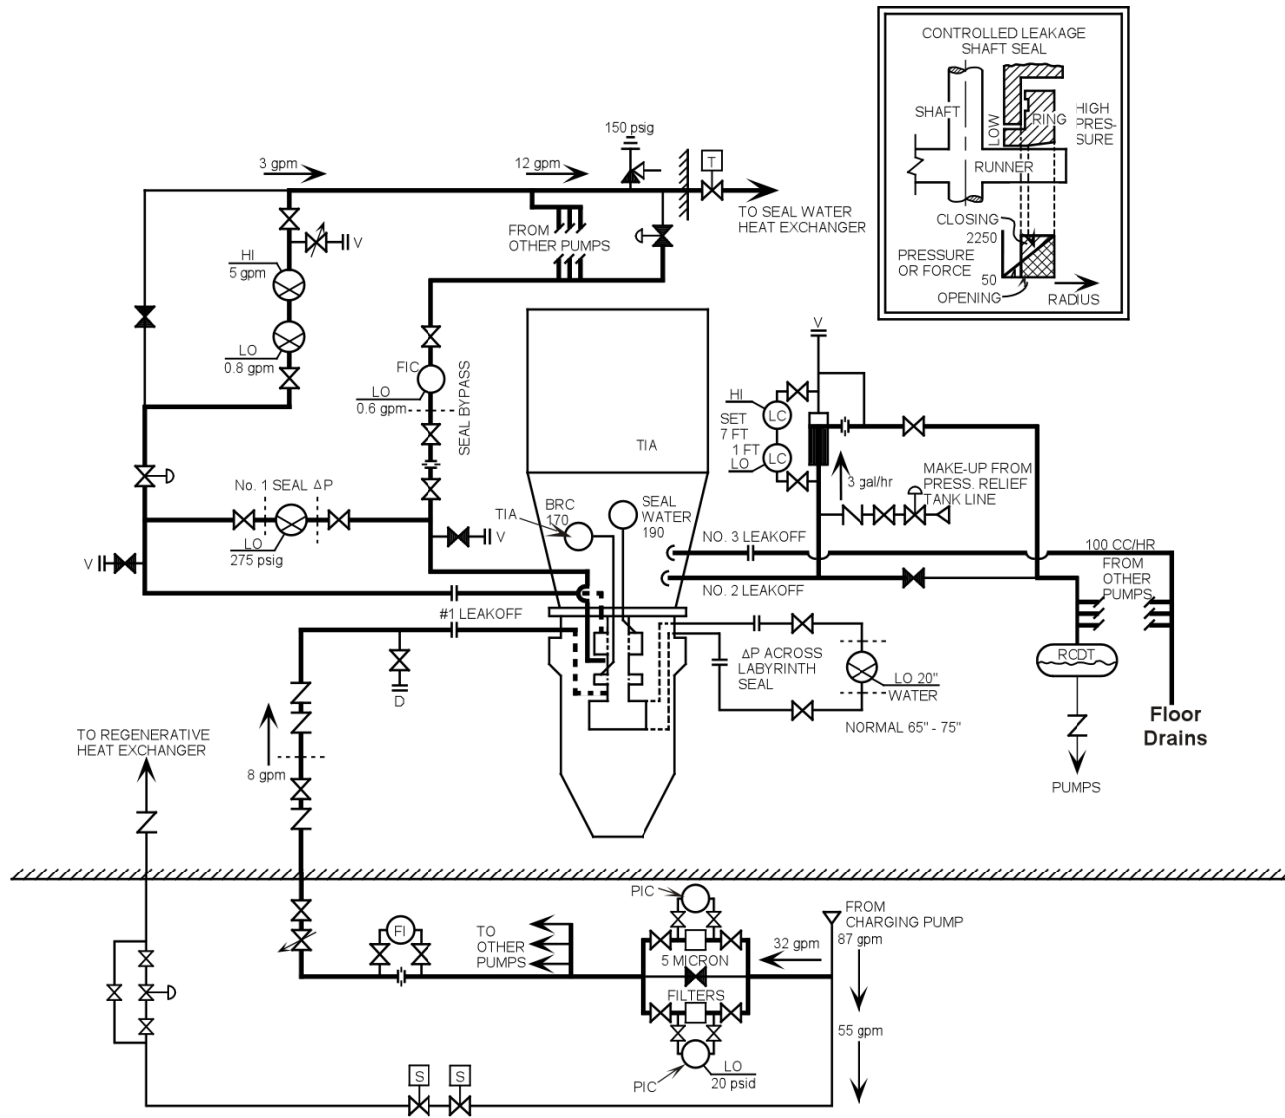 CONTROLLED LEAKAGE
SHAFT SEAL
SHAFT
LOW
RING
HIGH
PRES-
SURE
RUNNER
CLOSING
2250
PRESSURE
OR FORCE
50
OPENING
RADIUS
150 psig
3 gpm
12 gpm
T
TO SEAL WATER
HEAT EXCHANGER
FROM
OTHER PUMPS
V
HI
5 gpm
LO
0.8 gpm
FIC
LO
0.6 gpm
SEAL BYPASS
No. 1 SEAL ΔP
LO
275 psig
V
V
TIA
TIA
BRC
170
SEAL
WATER
190
V
HI
LC
SET
7 FT
1 FT
LO
LC
3 gal/hr
MAKE-UP FROM
PRESS. RELIEF
TANK LINE
NO. 3 LEAKOFF
100 CC/HR
FROM
OTHER
PUMPS
NO. 2 LEAKOFF
#1 LEAKOFF
D
ΔP ACROSS
LABYRINTH
SEAL
LO 20"
WATER
NORMAL 65" - 75"
RCDT
PUMPS
Floor
Drains
TO REGENERATIVE
HEAT EXCHANGER
8 gpm
FI
TO
OTHER
PUMPS
PIC
5 MICRON
FILTERS
32 gpm
FROM
CHARGING PUMP
87 gpm
55 gpm
PIC
LO
20 psid
S
S